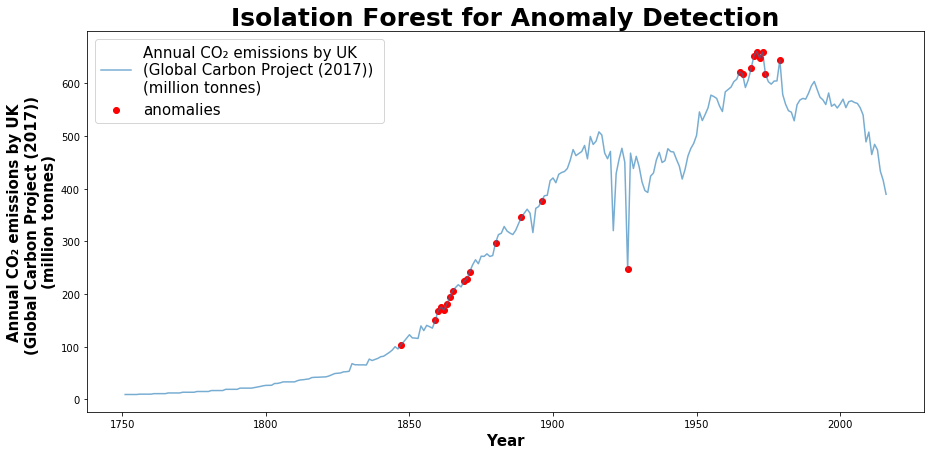 Isolation Forest for Anomaly Detection
Annual CO₂ emissions by UK
(Global Carbon Project (2017))
(million tonnes)
anomalies
Annual CO₂ emissions by UK
(Global Carbon Project (2017))
(million tonnes)
600
500
400
300
200
100
0
1750 1800 1850 1900 1950 2000
Year